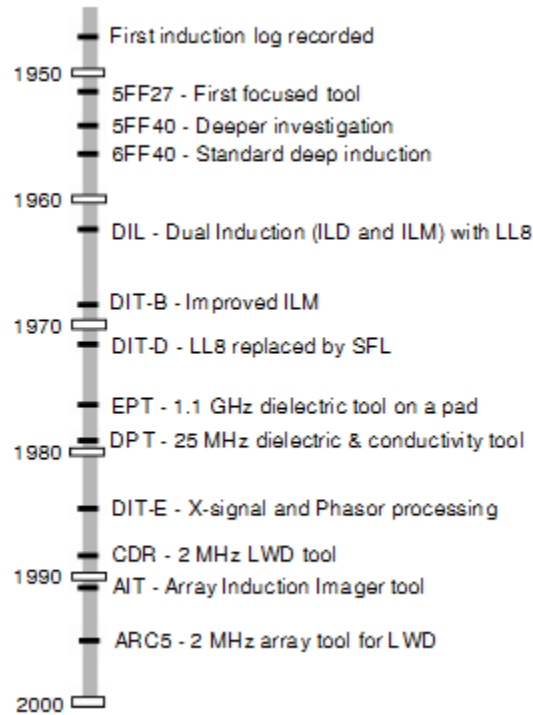 First induction log recorded
1950
5FF27 - First focused tool
5FF40 - Deeper investigation
6FF40 - Standard deep induction
1960
DIL - Dual Induction (ILD and ILM) with LL8
DIT-B - Improved ILM
1970
DIT-D - LL8 replaced by SFL
EPT - 1.1 GHz dielectric tool on a pad
DPT - 25 MHz dielectric & conductivity tool
1980
DIT-E - X-signal and Phasor processing
CDR - 2 MHz LWD tool
1990
AIT - Array Induction Imager tool
ARC5 - 2 MHz array tool for LWD
2000